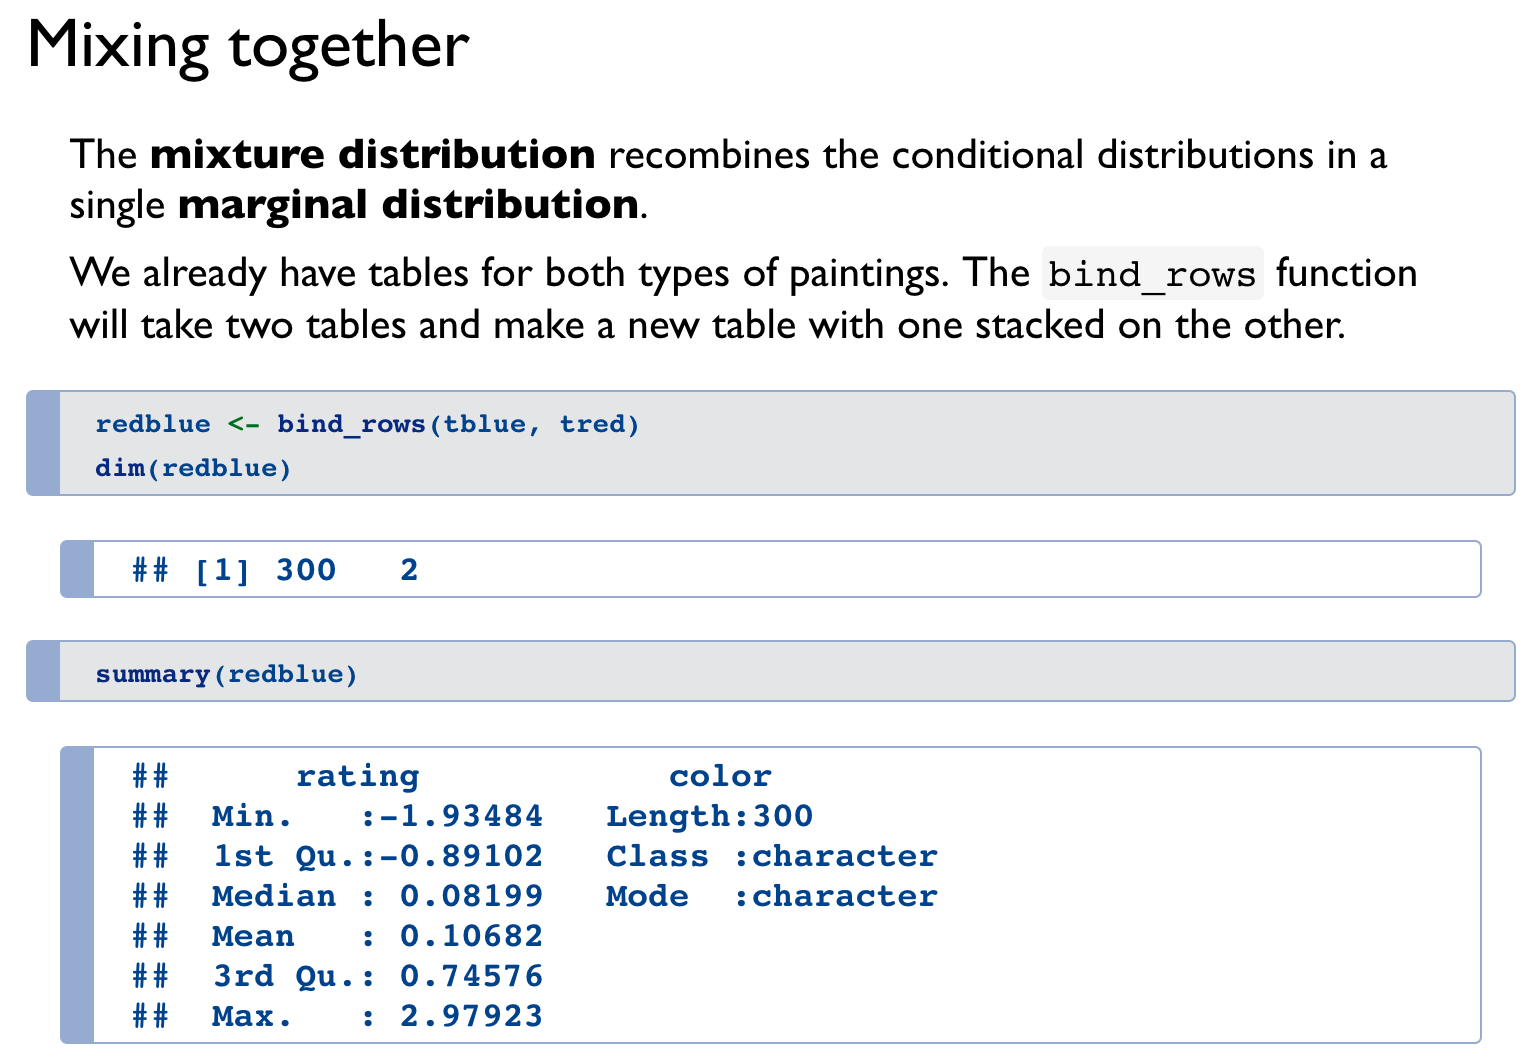 Mixing together
The mixture distribution recombines the conditional distributions in a
single marginal distribution.
We already have tables for both types of paintings. The bind_rows function
will take two tables and make a new table with one stacked on the other.
redblue <- bind_rows(tblue, tred)
dim(redblue)
## [1] 300   2
summary(redblue)
##      rating            color
##  Min.   :-1.93484   Length:300
##  1st Qu.:-0.89102   Class :character
##  Median : 0.08199   Mode  :character
##  Mean   : 0.10682
##  3rd Qu.: 0.74576
##  Max.   : 2.97923